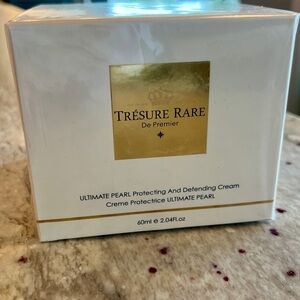 TRÉSURE RARE
De Premier
ULTIMATE PEARL Protecting And Defending Cream
Creme Protectrice ULTIMATE PEARL
60ml e 2.04Fl.oz